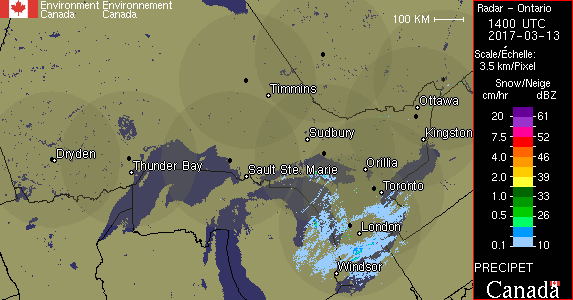 Environment Environnement
Canada Canada
100 KM
Timmins
Ottawa
Sudbury
Kingston
Dryden
Thunder Bay
Sault Ste. Marie
Orillia
Toronto
London
Windsor
Radar - Ontario
1400 UTC
2017-03-13
Scale/Échelle:
3.5 km/Pixel
Snow/Neige
cm/hr dBZ
20 61
7.5 52
4.0 46
2.0 39
1.0 33
0.5 26
0.1 10
PRECIPET
Canada